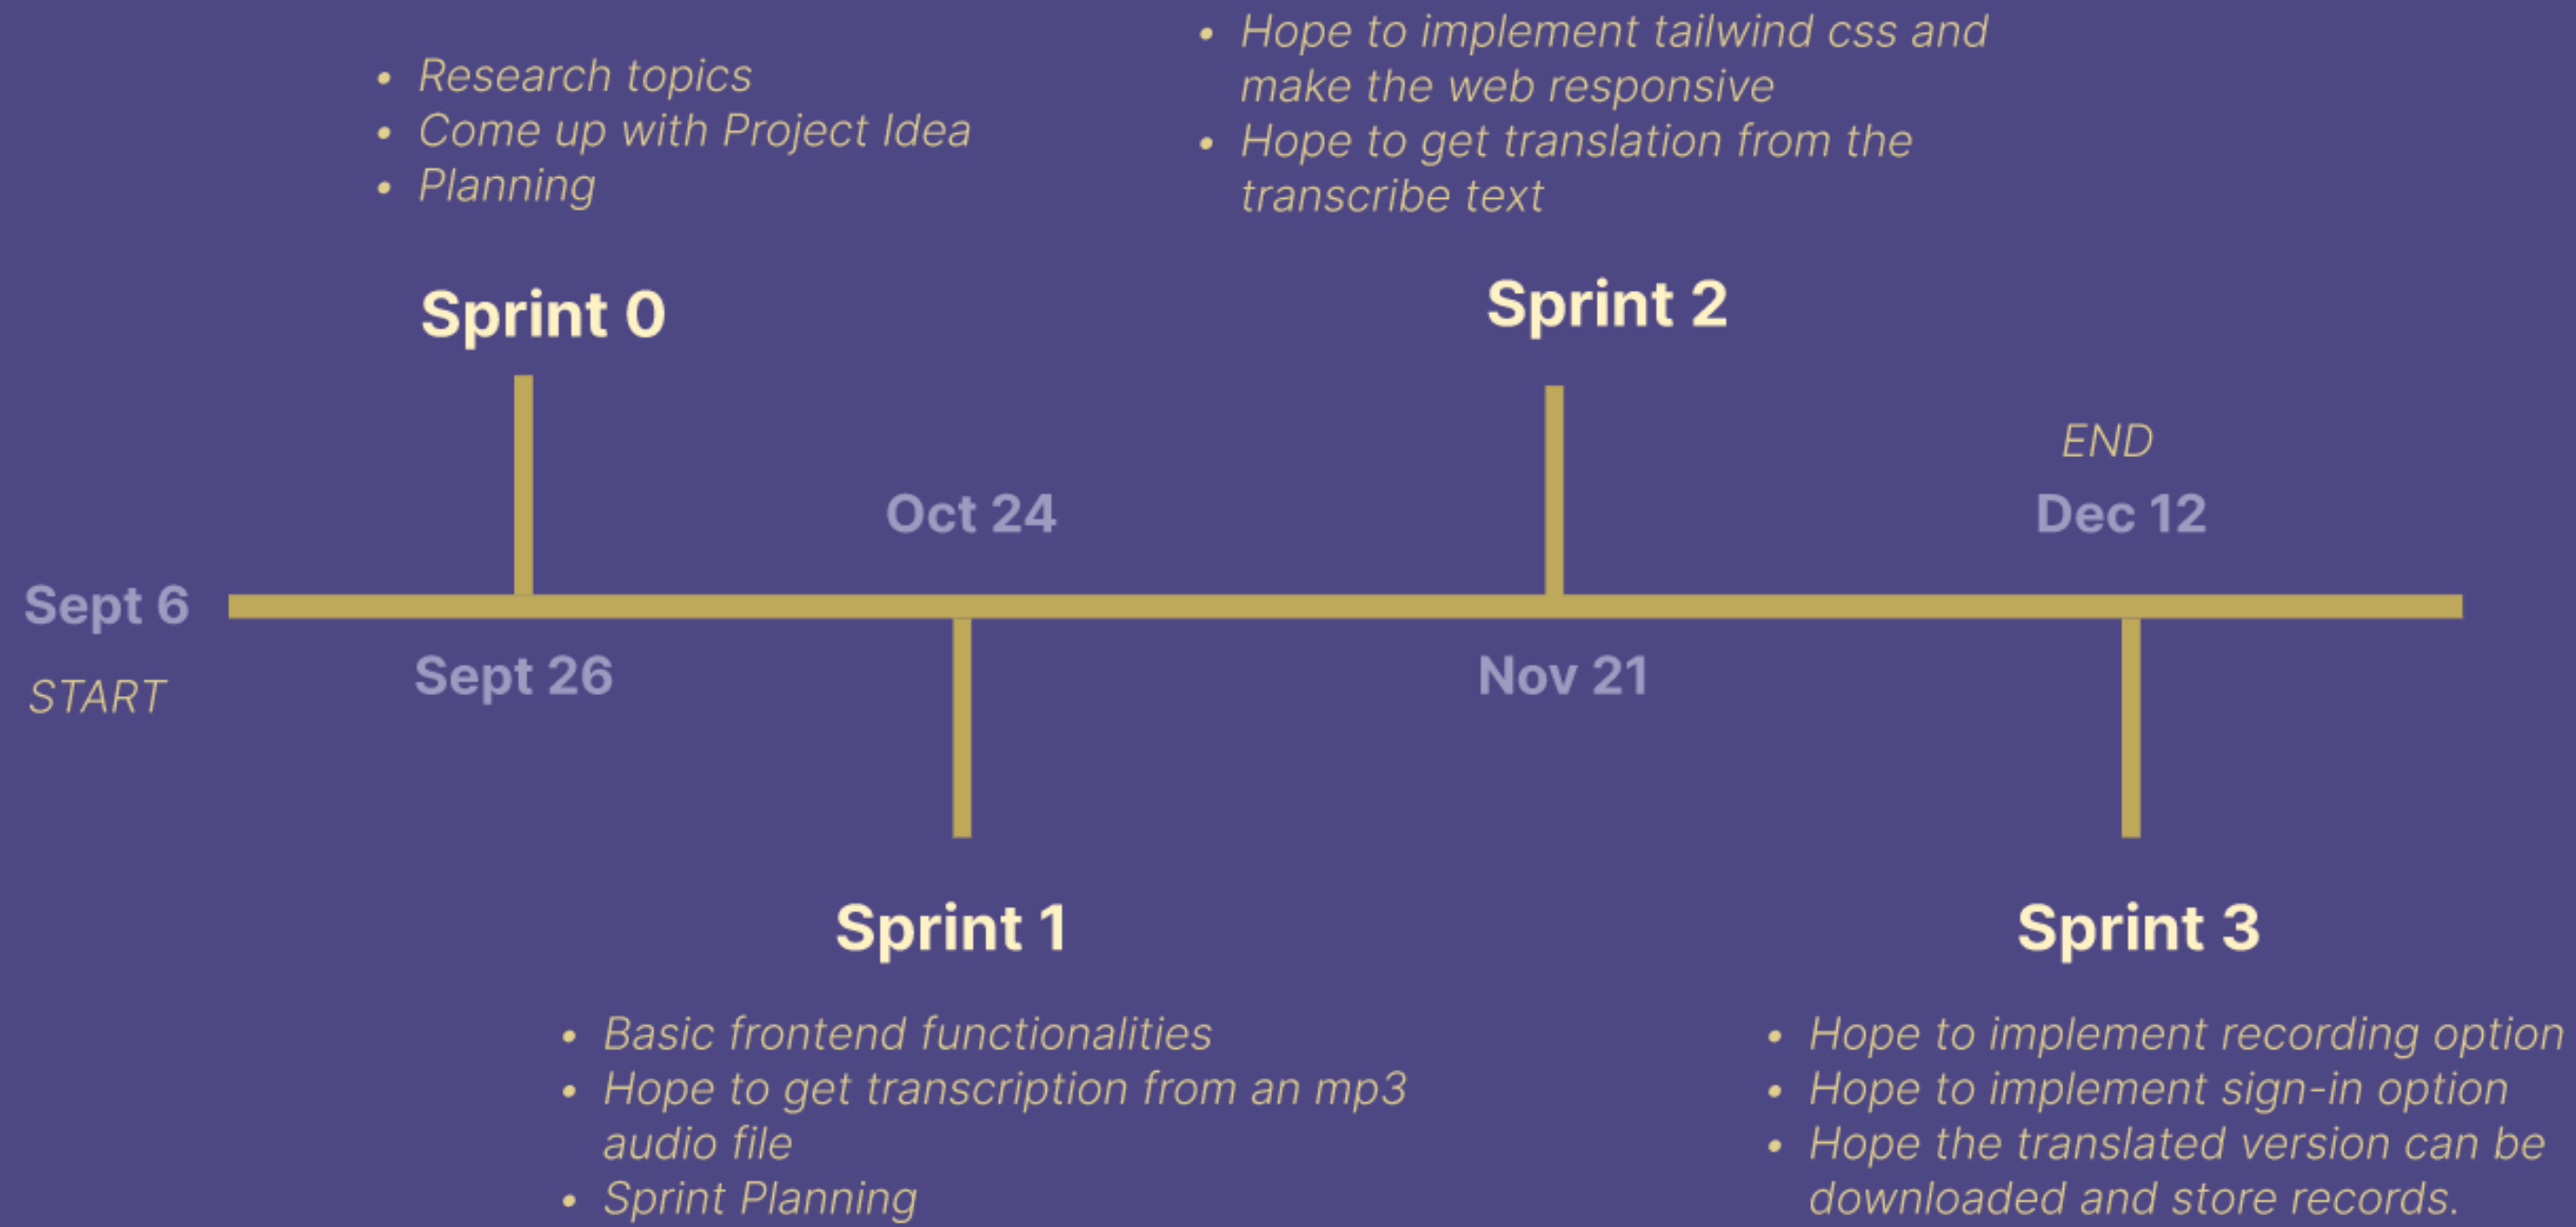 • Research topics
• Come up with Project Idea
• Planning
Sprint 0
• Hope to implement tailwind css and
make the web responsive
• Hope to get translation from the
transcribe text
Sprint 2
END
Oct 24
Dec 12
Sept 6
START
Sept 26
Nov 21
Sprint 1
• Basic frontend functionalities
• Hope to get transcription from an mp3
audio file
• Sprint Planning
Sprint 3
• Hope to implement recording option
• Hope to implement sign-in option
• Hope the translated version can be
downloaded and store records.